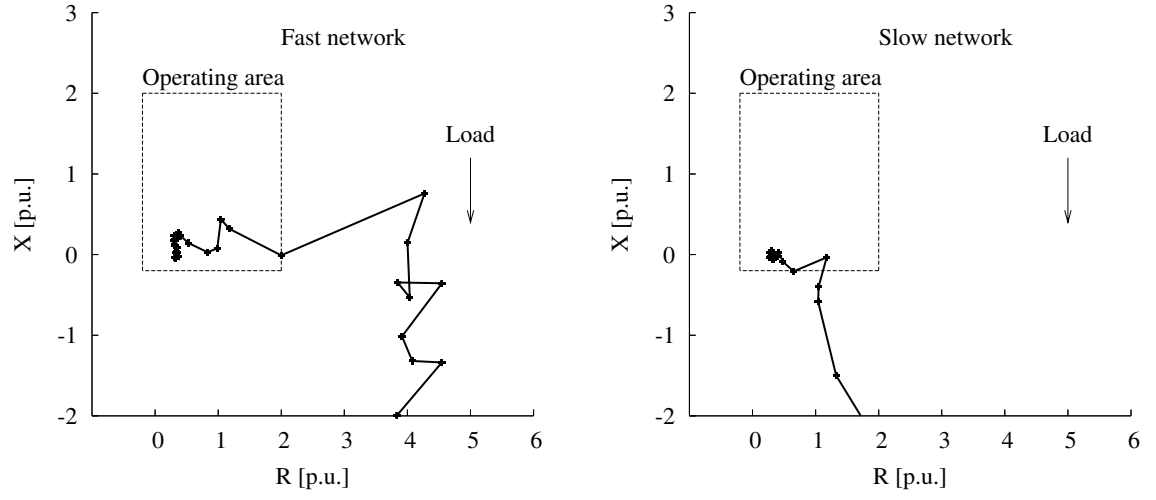 Fast network
Operating area
Load
X [p.u.]
3
2
1
0
-1
-2
0 1 2 3 4 5 6
R [p.u.]
Slow network
Operating area
Load
X [p.u.]
3
2
1
0
-1
-2
0 1 2 3 4 5 6
R [p.u.]